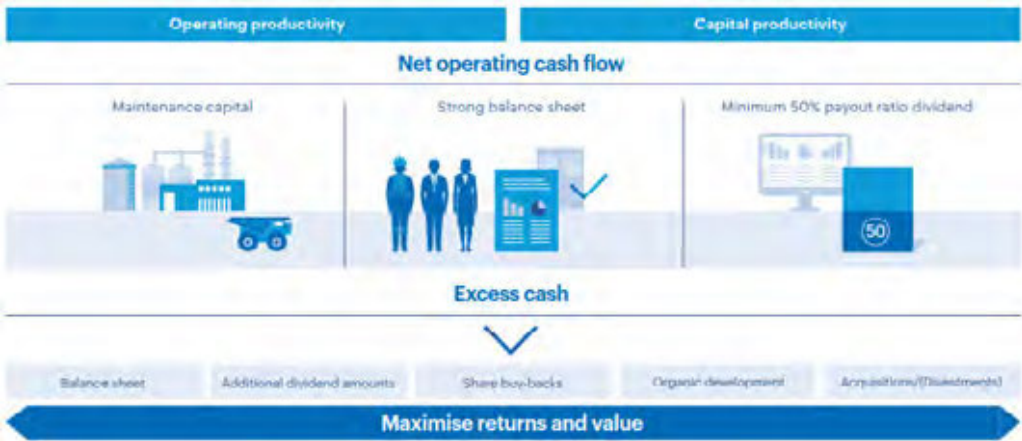 Operating productivity
Capital productivity
Net operating cash flow
Maintenance capital
Strong balance sheet
Minimum 50% payout ratio dividend
50
Excess cash
Balance sheet
Additional dividend amounts
Share buy-backs
Organic development
Acquisitions/(Divestments)
Maximise returns and value